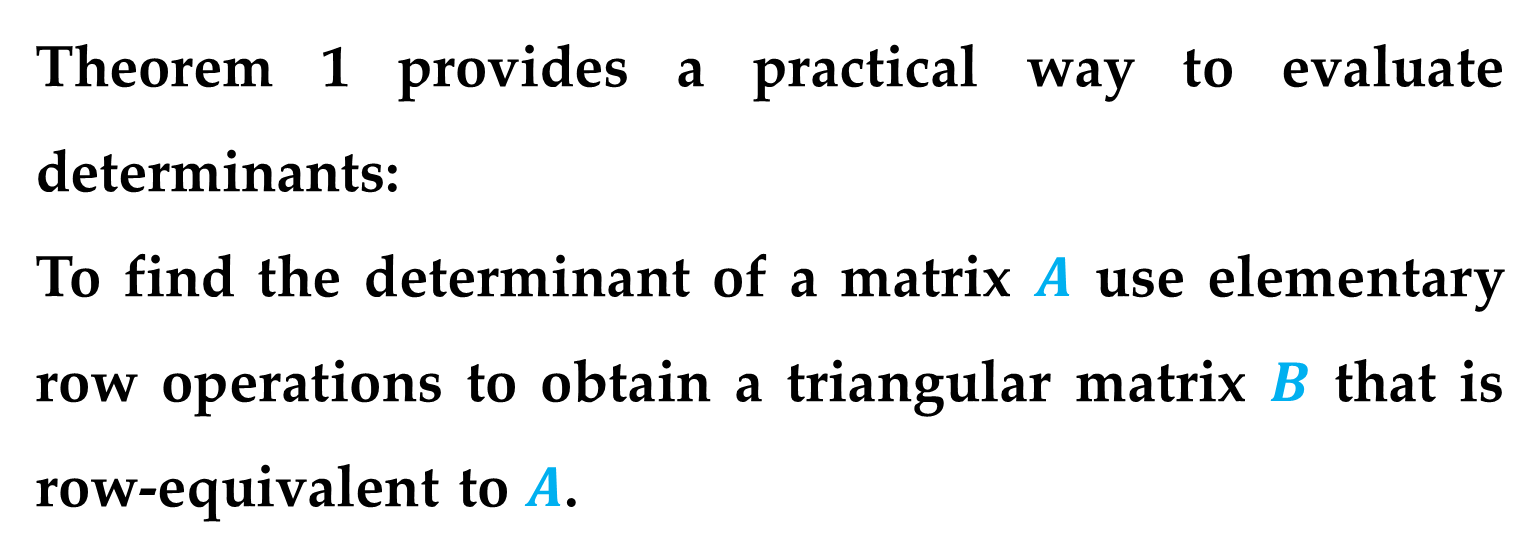 Theorem 1 provides a practical way to evaluate
determinants:
To find the determinant of a matrix A use elementary
row operations to obtain a triangular matrix B that is
row-equivalent to A.